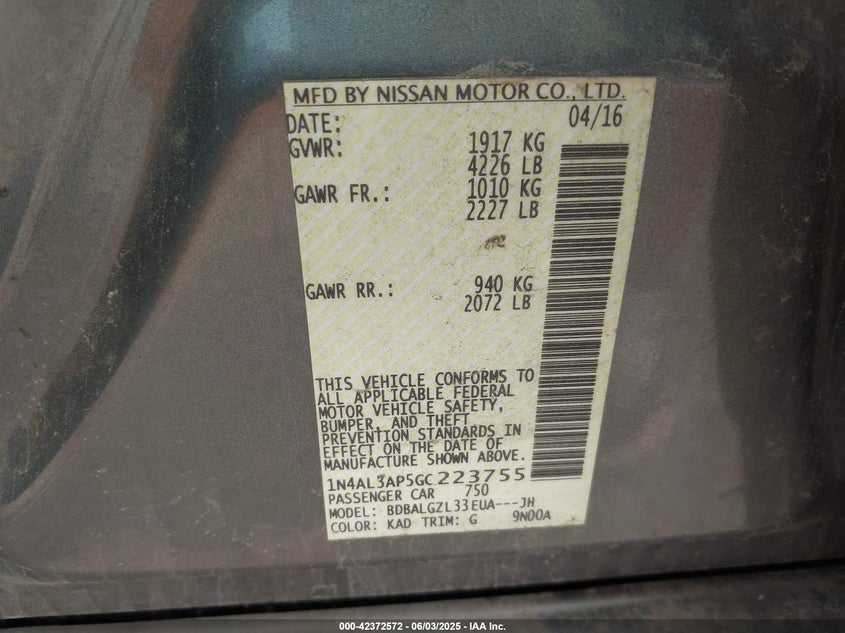 MFD BY NISSAN MOTOR CO., LTD.
DATE: 04/16
GVWR: 1917 KG
4226 LB
GAWR FR.: 1010 KG
2227 LB
GAWR RR.: 940 KG
2072 LB
THIS VEHICLE CONFORMS TO
ALL APPLICABLE FEDERAL
MOTOR VEHICLE SAFETY,
BUMPER, AND THEFT
PREVENTION STANDARDS IN
EFFECT ON THE DATE OF
MANUFACTURE SHOWN ABOVE.
1N4AL3AP5GC223755
PASSENGER CAR 750
MODEL: BDBALGZL33EUA---JH
COLOR: KAD TRIM: G 9N00A
000-42372572 - 06/03/2025 - IAA Inc.